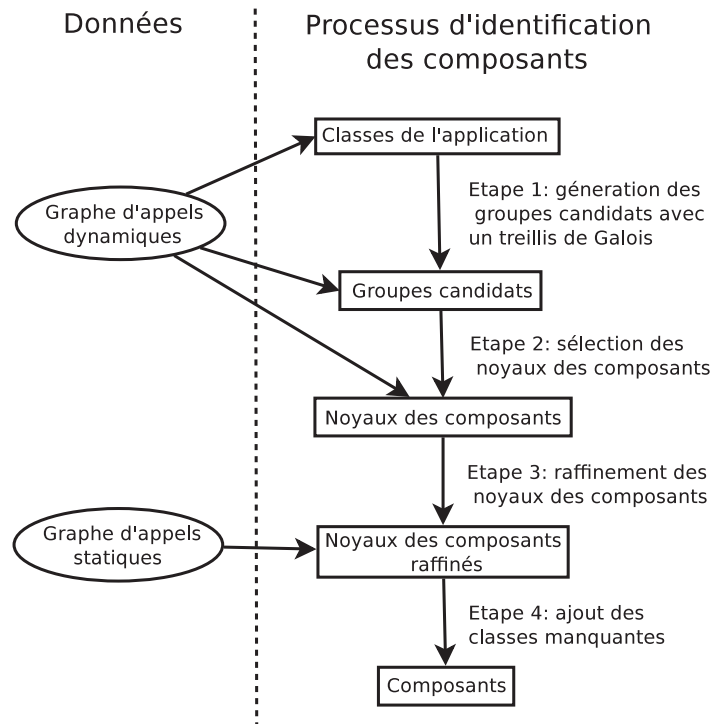 Données
Processus d'identification
des composants
Classes de l'application
Etape 1: géneration des
groupes candidats avec
un treillis de Galois
Graphe d'appels
dynamiques
Groupes candidats
Etape 2: sélection des
noyaux des composants
Noyaux des composants
Etape 3: raffinement des
noyaux des composants
Graphe d'appels
statiques
Noyaux des composants
raffinés
Etape 4: ajout des
classes manquantes
Composants